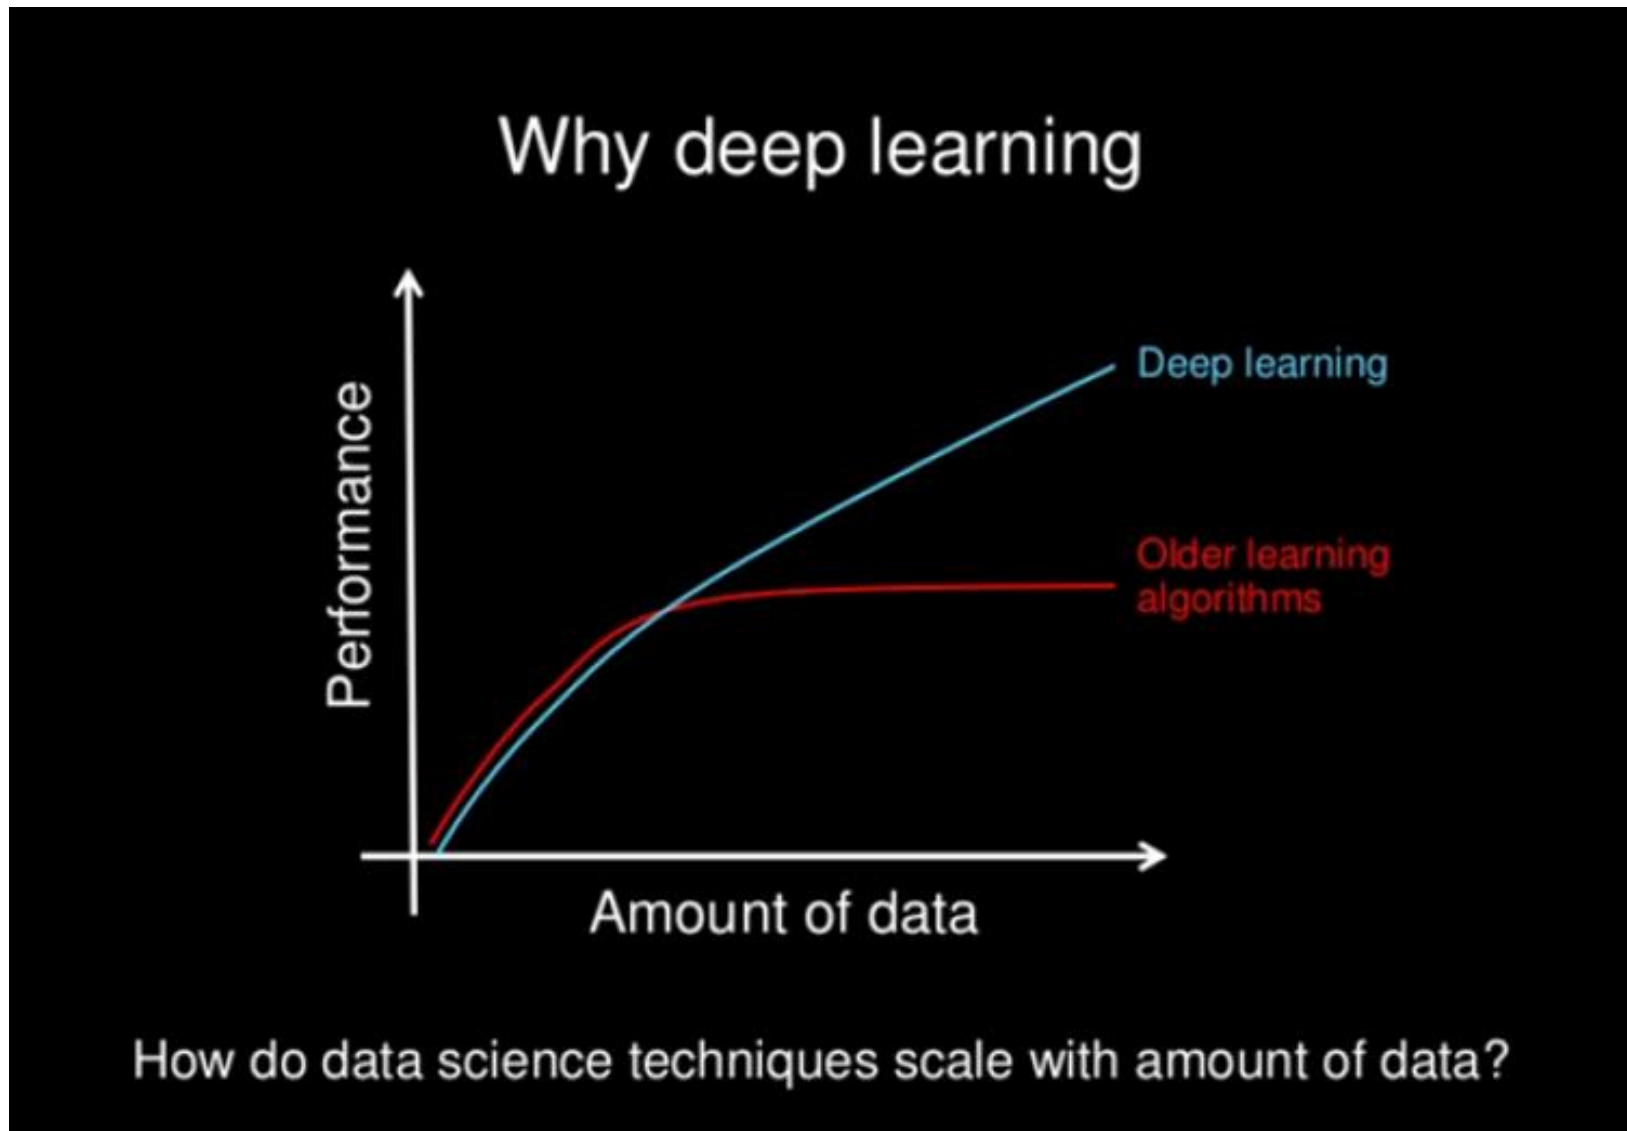 Why deep learning
Performance
Deep learning
Older learning
algorithms
Amount of data
How do data science techniques scale with amount of data?